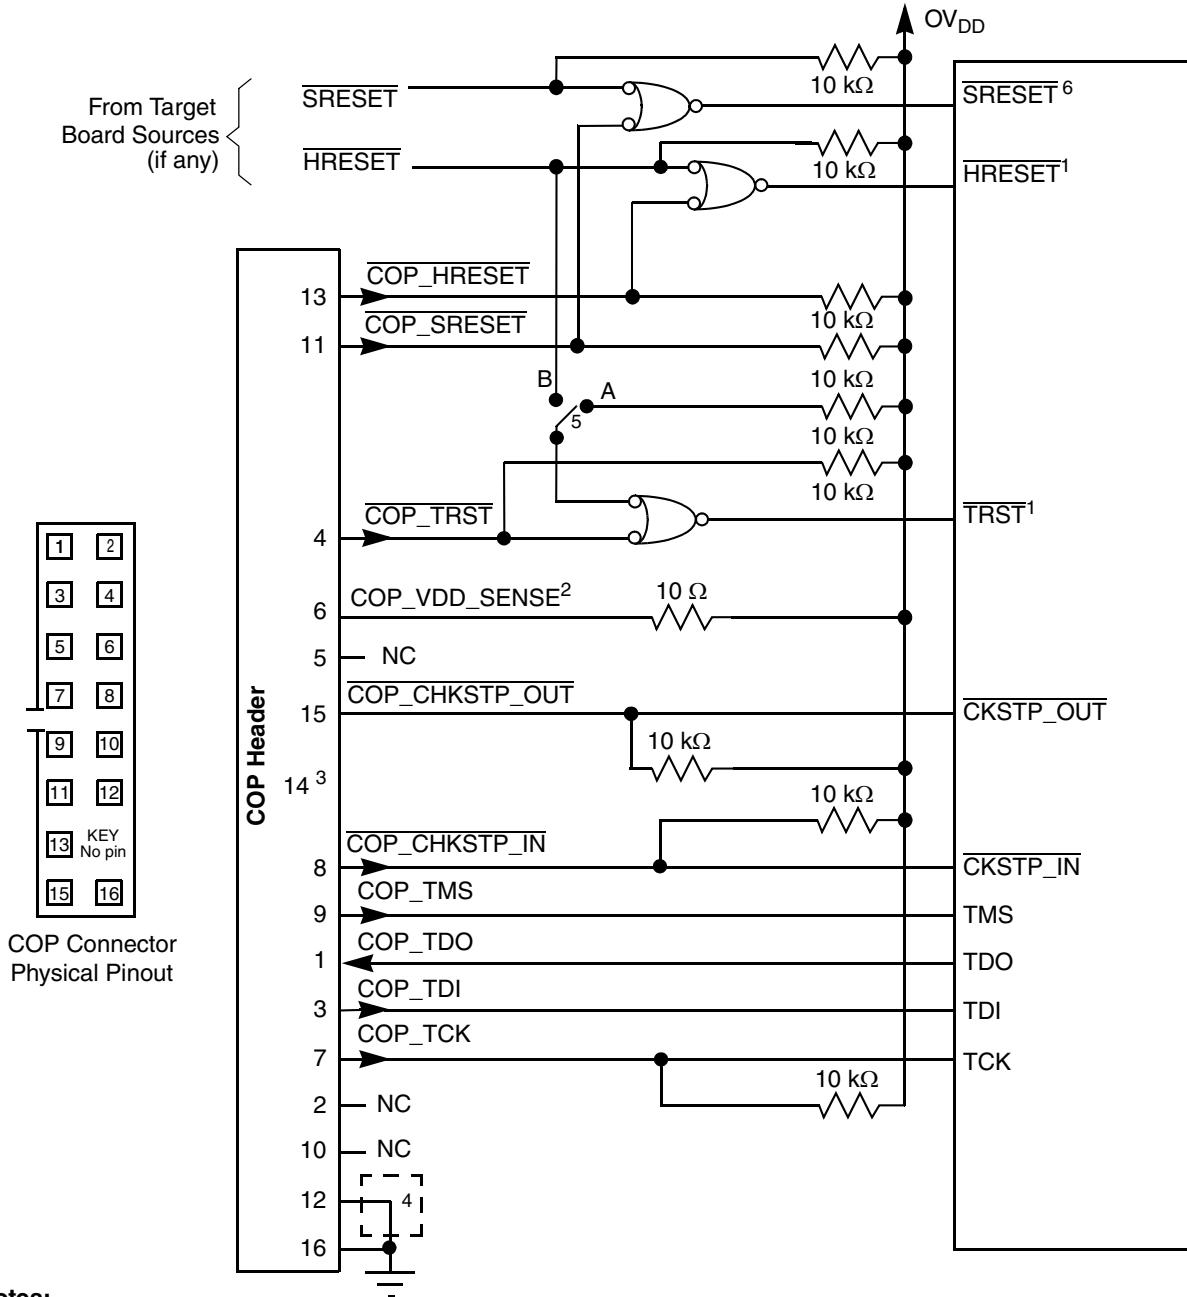 OVDD
10 kΩ
From Target
Board Sources
(if any)
SRESET
SRESET6
HRESET
10 kΩ
HRESET1
COP_HRESET
13
10 kΩ
COP_SRESET
11
10 kΩ
B
A
5
10 kΩ
10 kΩ
COP_TRST
4
TRST1
COP_VDD_SENSE2
10 Ω
6
5
NC
COP_CHKSTP_OUT
15
CKSTP_OUT
10 kΩ
COP Header
14 3
10 kΩ
COP_CHKSTP_IN
8
CKSTP_IN
COP_TMS
9
TMS
COP_TDO
1
TDO
COP_TDI
3
TDI
COP_TCK
7
TCK
10 kΩ
2
NC
10
NC
12
4
16
1 2
3 4
5 6
7 8
9 10
11 12
13 KEY
No pin
15 16
COP Connector
Physical Pinout